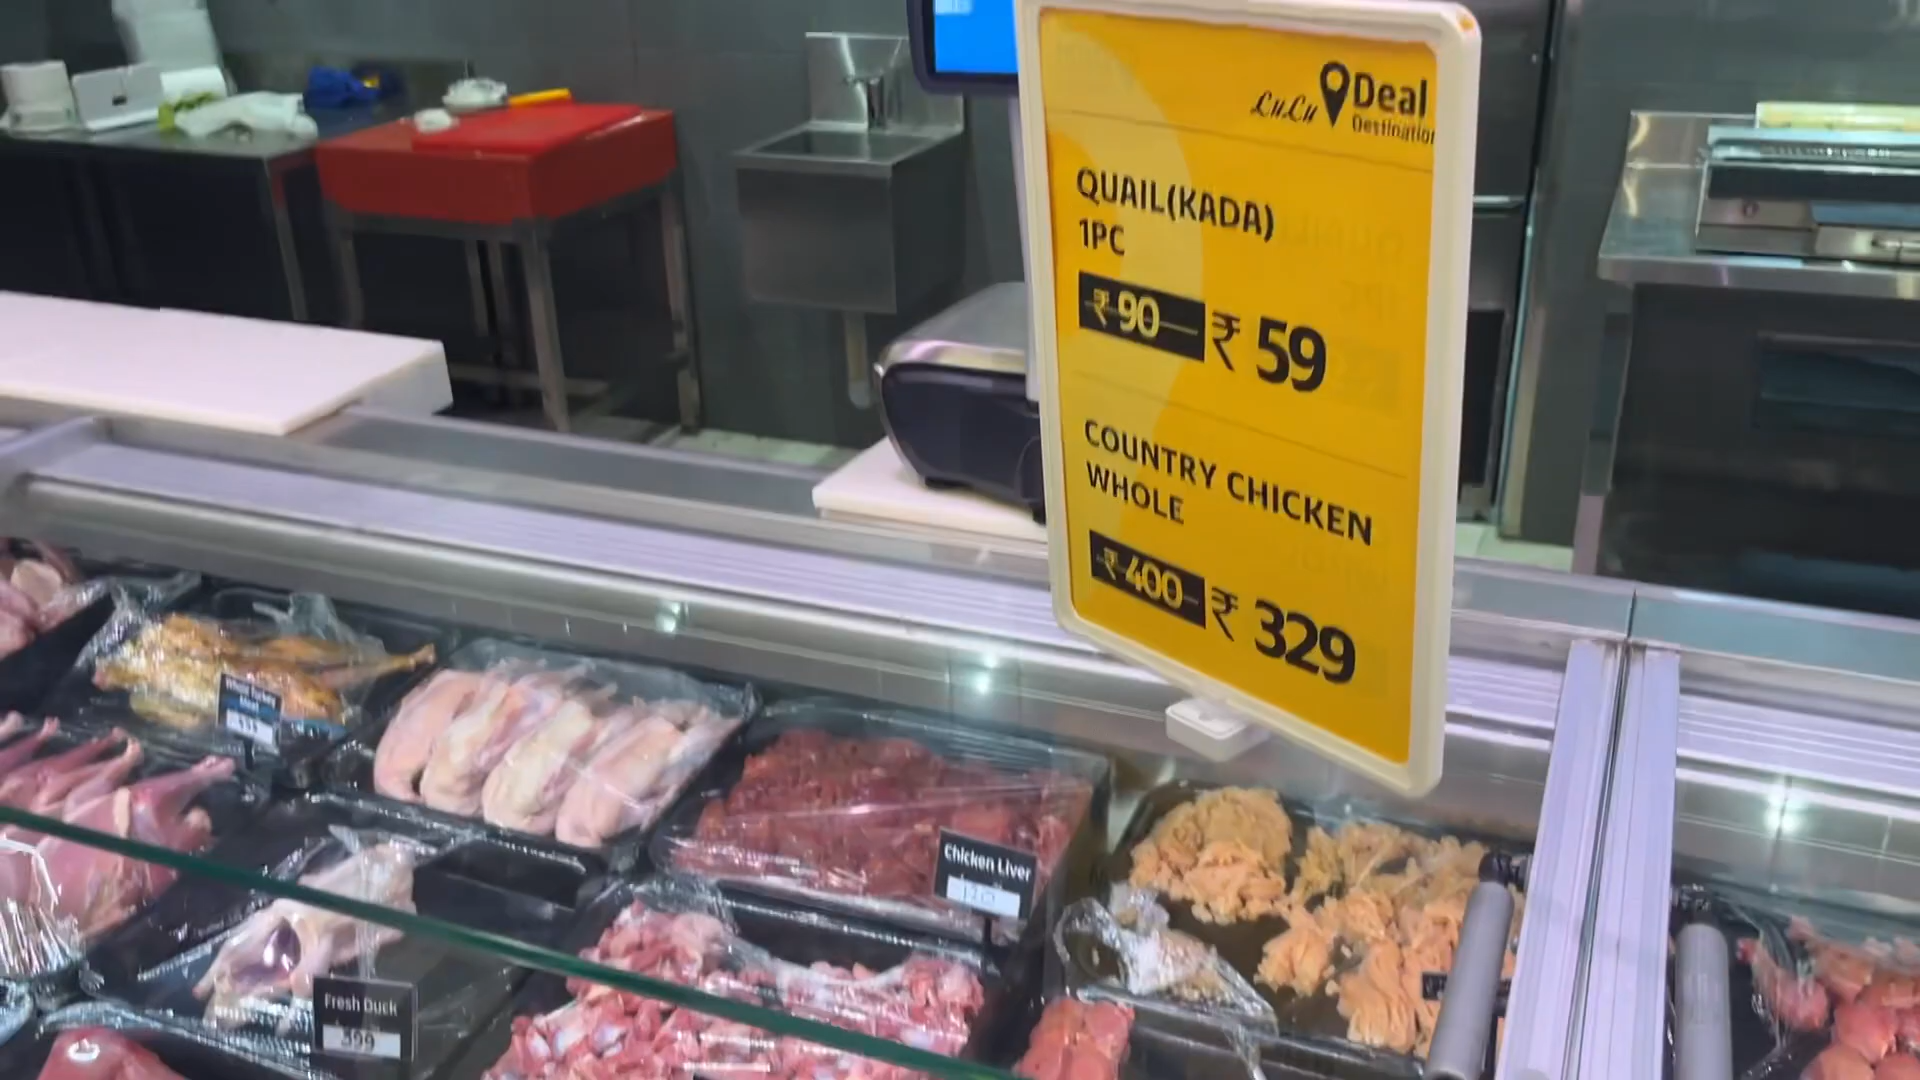 LuLu Deal
Destination
QUAIL(KADA)
1PC
₹ 90 ₹ 59
COUNTRY CHICKEN
WHOLE
₹ 400 ₹ 329
Chicken Liver
Fresh Duck
399